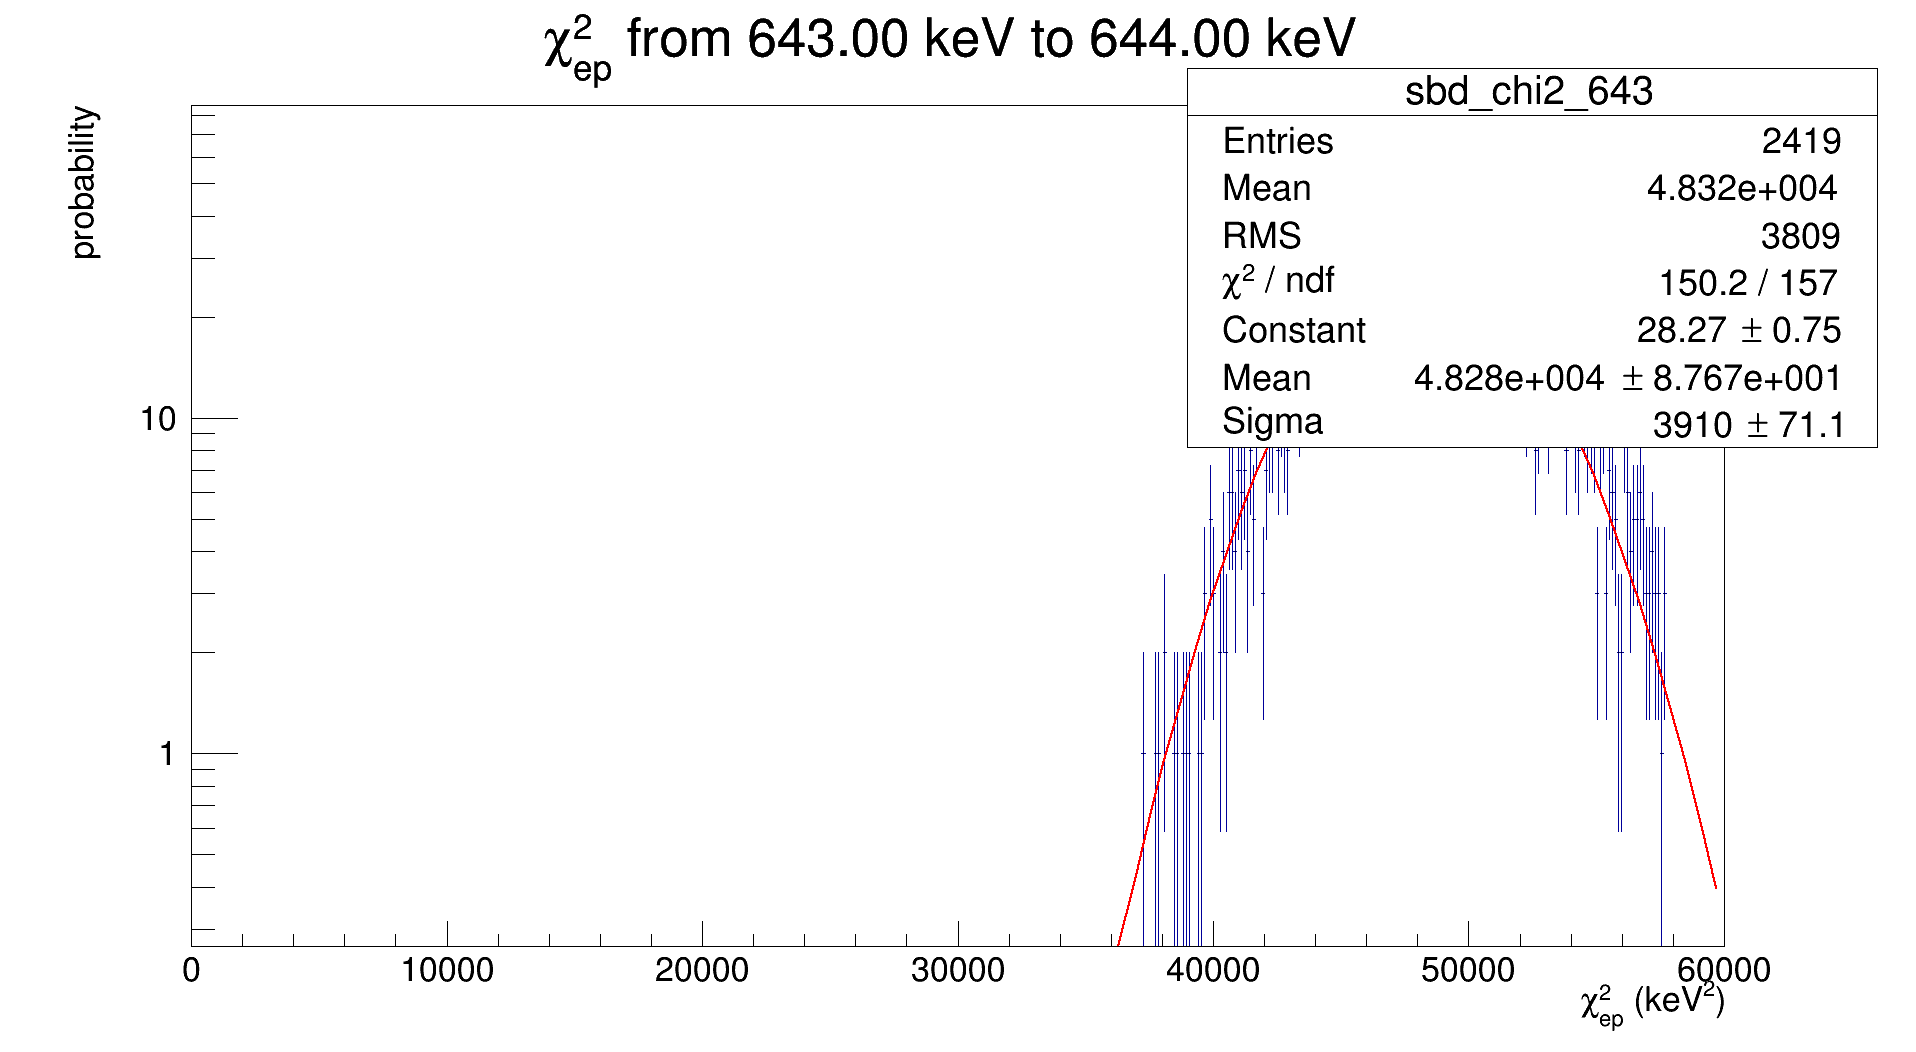 χ²ep from 643.00 keV to 644.00 keV
probability
sbd_chi2_643
Entries 2419
Mean 4.832e+004
RMS 3809
χ² / ndf 150.2 / 157
Constant 28.27 ± 0.75
Mean 4.828e+004 ± 8.767e+001
Sigma 3910 ± 71.1
10
1
0 10000 20000 30000 40000 50000 60000
χ²ep (keV²)